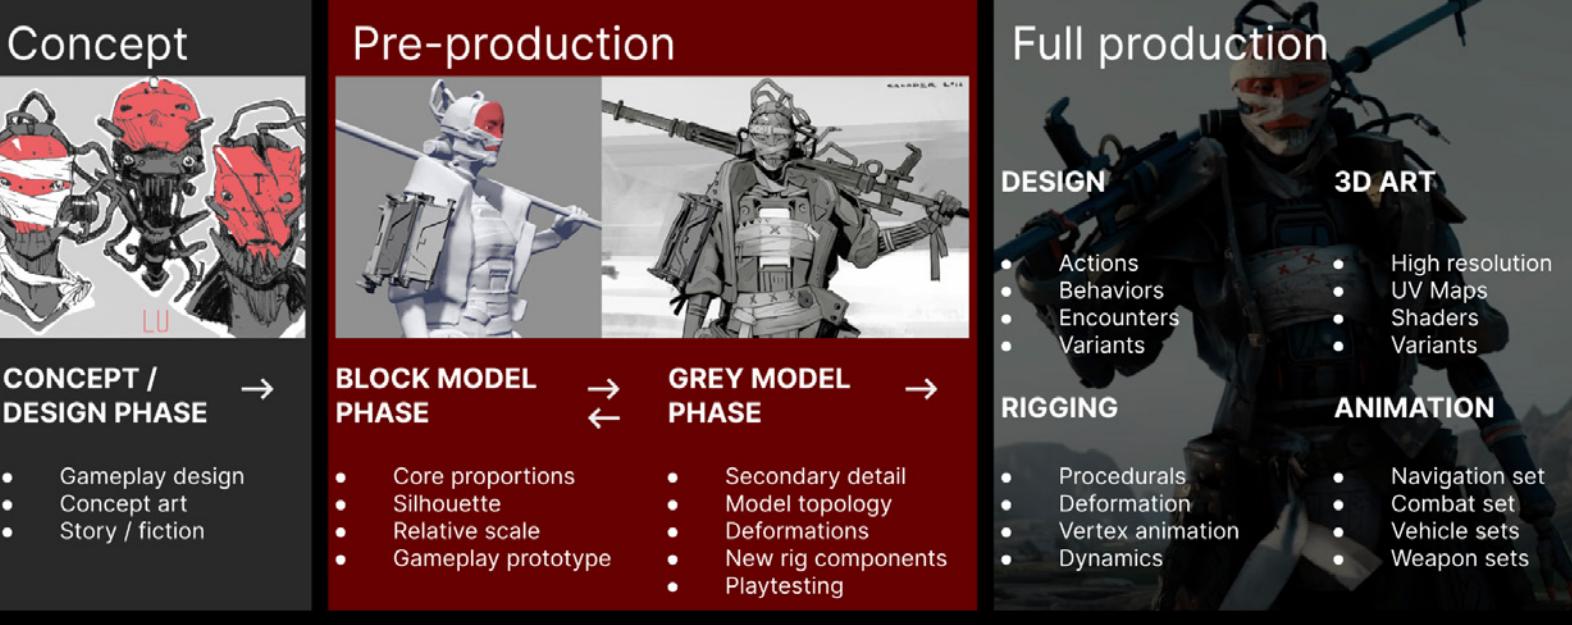 Concept
LU
CONCEPT / →
DESIGN PHASE
• Gameplay design
• Concept art
• Story / fiction
Pre-production
BLOCK MODEL →
PHASE ←
• Core proportions
• Silhouette
• Relative scale
• Gameplay prototype
GREY MODEL →
PHASE
• Secondary detail
• Model topology
• Deformations
• New rig components
• Playtesting
Full production
DESIGN
• Actions
• Behaviors
• Encounters
• Variants
3D ART
• High resolution
• UV Maps
• Shaders
• Variants
RIGGING
• Procedurals
• Deformation
• Vertex animation
• Dynamics
ANIMATION
• Navigation set
• Combat set
• Vehicle sets
• Weapon sets